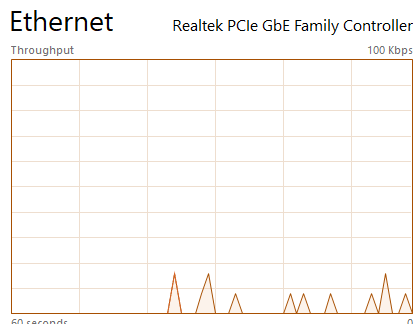 Ethernet Realtek PCIe GbE Family Controller
Throughput 100 Kbps
60 seconds 0